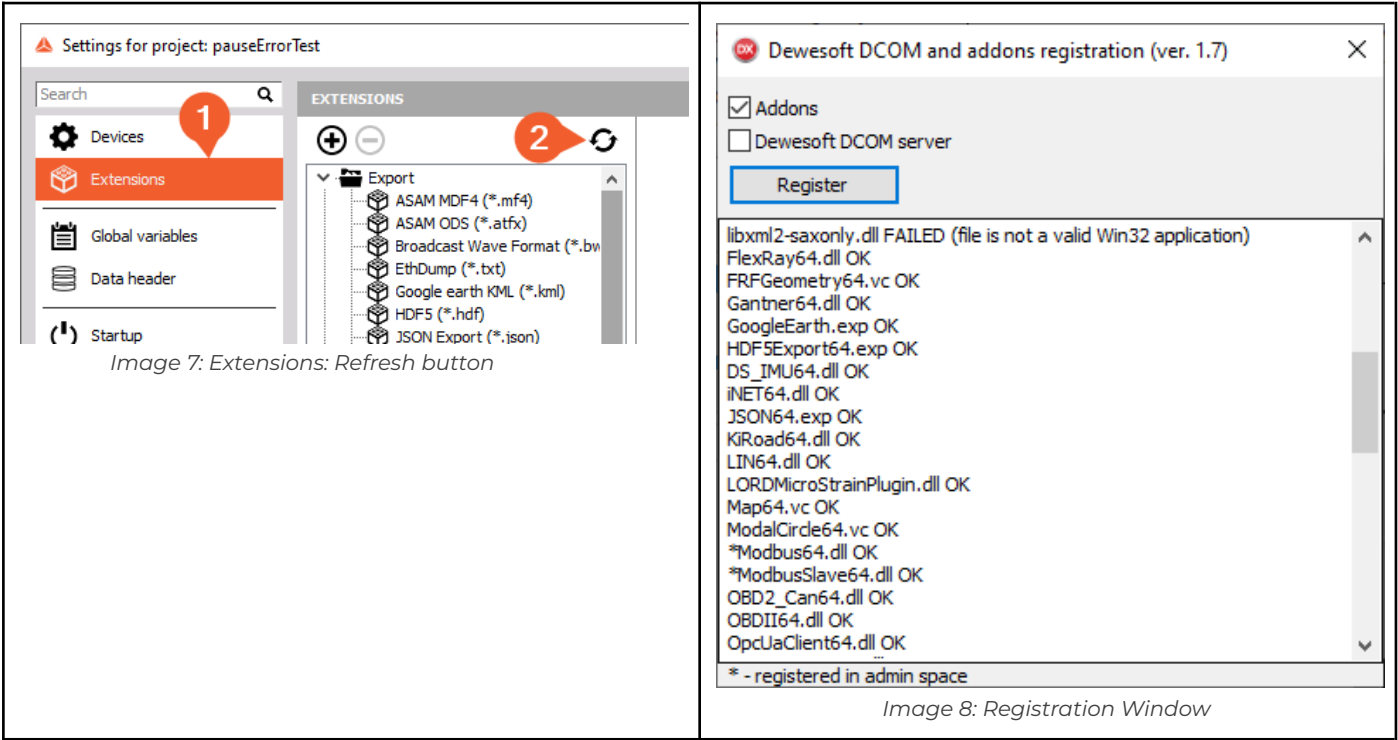 Settings for project: pauseErrorTest
Search
1
Devices
Extensions
Global variables
Data header
Startup
EXTENSIONS
2
Export
ASAM MDF4 (*.mf4)
ASAM ODS (*.atfx)
Broadcast Wave Format (*.bw
EthDump (*.txt)
Google earth KML (*.kml)
HDF5 (*.hdf)
JSON Export (*.json)
Image 7: Extensions: Refresh button
DX
Dewesoft DCOM and addons registration (ver. 1.7)
Addons
Dewesoft DCOM server
Register
libxml2-saxonly.dll FAILED (file is not a valid Win32 application)
FlexRay64.dll OK
FRFGeometry64.vc OK
Gantner64.dll OK
GoogleEarth.exp OK
HDF5Export64.exp OK
DS_IMU64.dll OK
iNET64.dll OK
JSON64.exp OK
KiRoad64.dll OK
LIN64.dll OK
LORDMicroStrainPlugin.dll OK
Map64.vc OK
ModalCircle64.vc OK
*Modbus64.dll OK
*ModbusSlave64.dll OK
OBD2_Can64.dll OK
OBDII64.dll OK
OpcUaClient64.dll OK
* - registered in admin space
Image 8: Registration Window